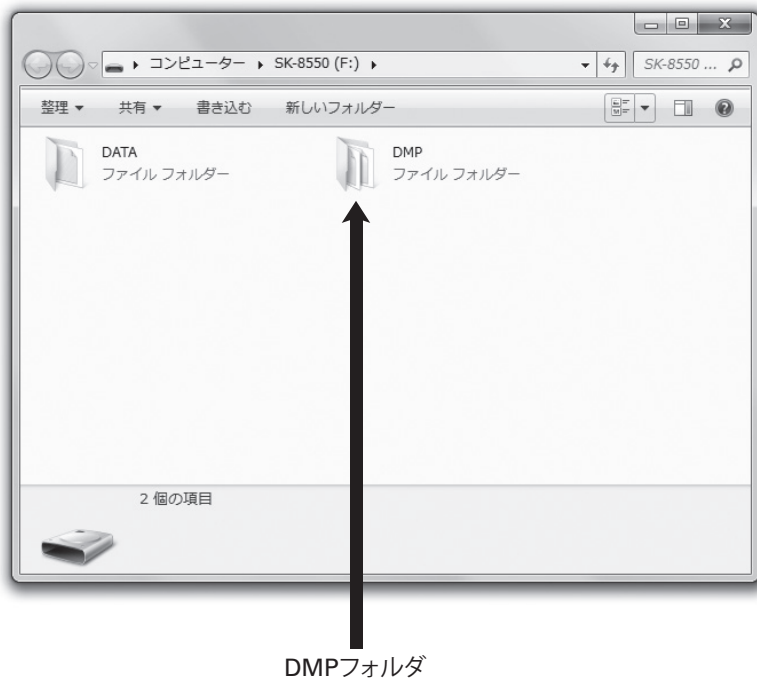 コンピューター SK-8550 (F:) SK-8550 ...
整理 共有 書き込む 新しいフォルダー
DATA
ファイル フォルダー
DMP
ファイル フォルダー
2 個の項目
DMPフォルダ